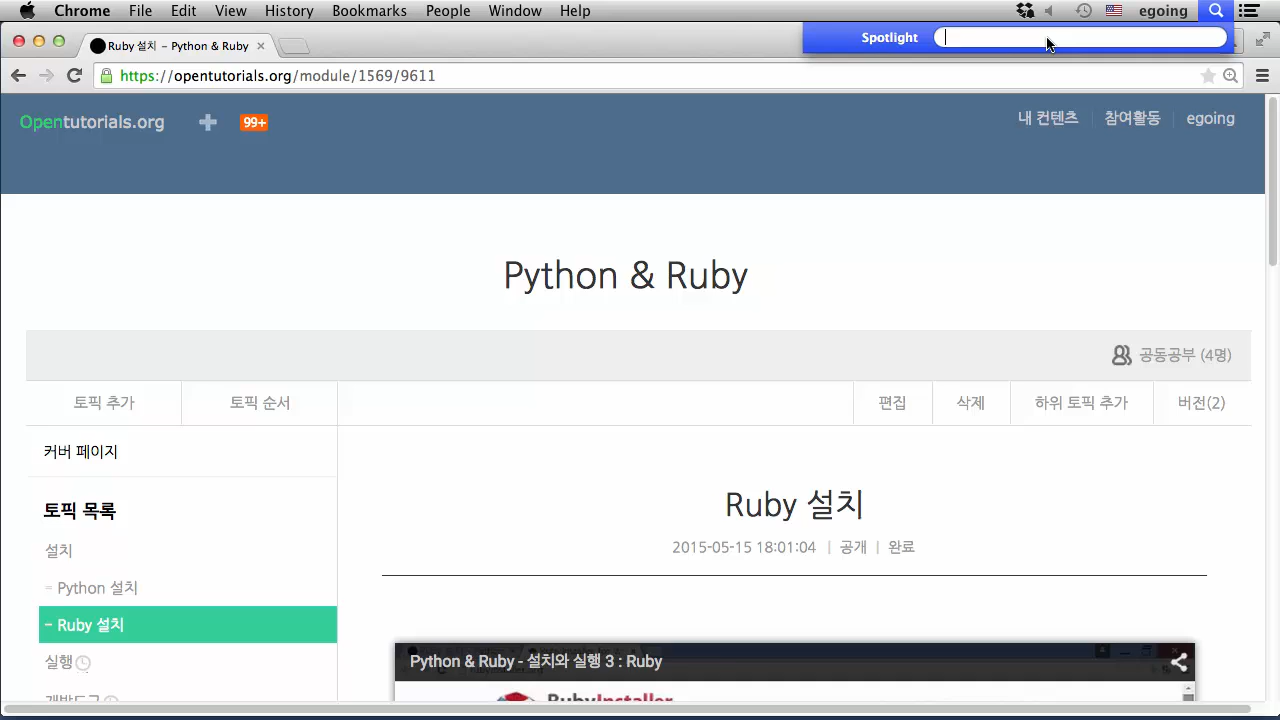 Chrome File Edit View History Bookmarks People Window Help egoing
Ruby 설치 - Python & Ruby
Spotlight
https://opentutorials.org/module/1569/9611
Opentutorials.org 99+ 내 컨텐츠 참여활동 egoing
Python & Ruby
공동공부 (4명)
토픽 추가 토픽 순서 편집 삭제 하위 토픽 추가 버전(2)
커버 페이지
토픽 목록
Ruby 설치
설치
2015-05-15 18:01:04 | 공개 | 완료
= Python 설치
- Ruby 설치
실행
Python & Ruby - 설치와 실행 3 : Ruby
개발도구
RubyInstaller